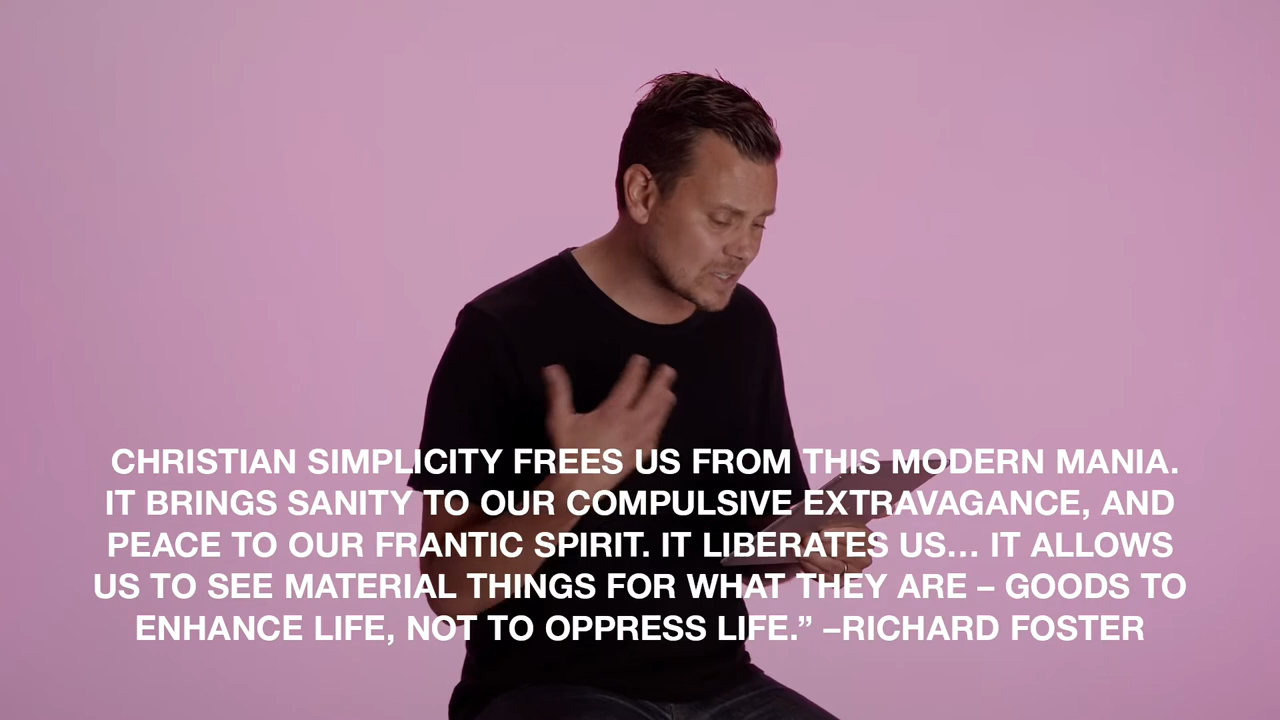 CHRISTIAN SIMPLICITY FREES US FROM THIS MODERN MANIA.
IT BRINGS SANITY TO OUR COMPULSIVE EXTRAVAGANCE, AND
PEACE TO OUR FRANTIC SPIRIT. IT LIBERATES US... IT ALLOWS
US TO SEE MATERIAL THINGS FOR WHAT THEY ARE – GOODS TO
ENHANCE LIFE, NOT TO OPPRESS LIFE.” –RICHARD FOSTER